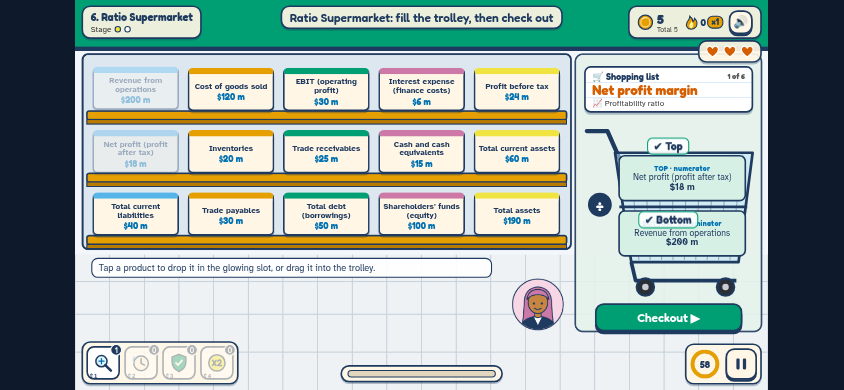 6. Ratio Supermarket
Stage
Ratio Supermarket: fill the trolley, then check out
5
Total 5
0
x1
Revenue from operations
$200 m
Cost of goods sold
$120 m
EBIT (operating profit)
$30 m
Interest expense (finance costs)
$6 m
Profit before tax
$24 m
Net profit (profit after tax)
$18 m
Inventories
$20 m
Trade receivables
$25 m
Cash and cash equivalents
$15 m
Total current assets
$60 m
Total current liabilities
$40 m
Trade payables
$30 m
Total debt (borrowings)
$50 m
Shareholders' funds (equity)
$100 m
Total assets
$190 m
Tap a product to drop it in the glowing slot, or drag it into the trolley.
Shopping list
1 of 6
Net profit margin
Profitability ratio
✔ Top
TOP · numerator
Net profit (profit after tax)
$18 m
÷
✔ Bottom
Revenue from operations
$200 m
Checkout ▶
1
0
0
x2
0
58